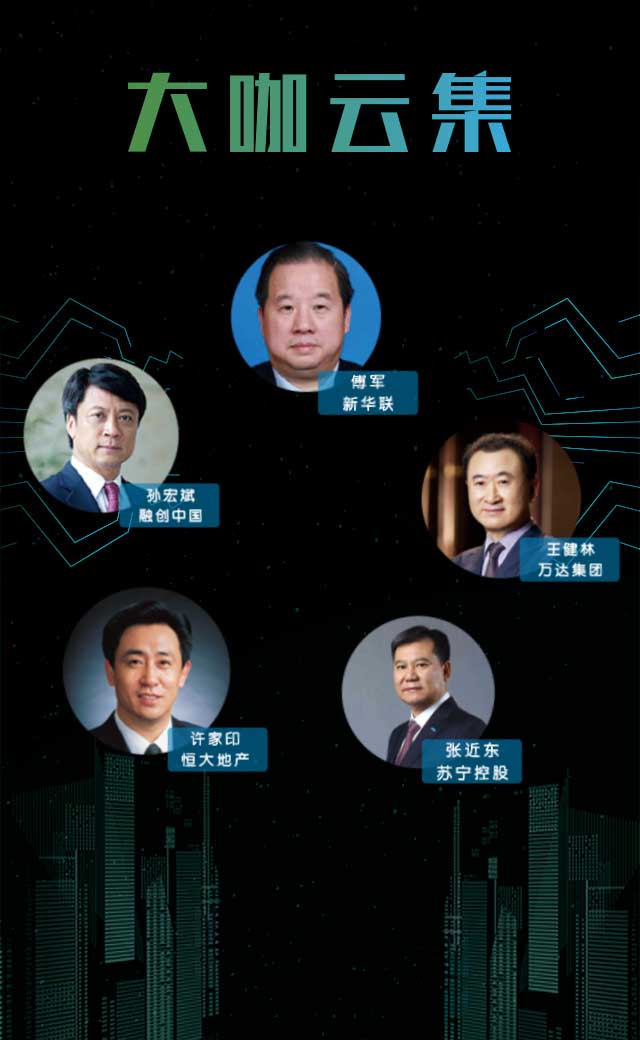 大咖云集
傅军
新华联
孙宏斌
融创中国
王健林
万达集团
许家印
恒大地产
张近东
苏宁控股